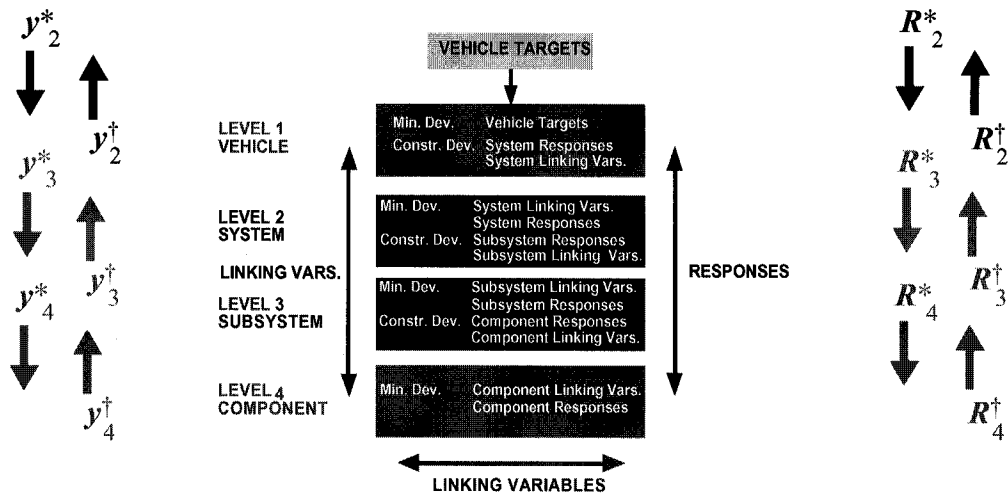 y*2
y†2
y*3
y†3
y*4
y†4
VEHICLE TARGETS
LEVEL 1
VEHICLE
Min. Dev. Vehicle Targets
Constr. Dev. System Responses
System Linking Vars.
LEVEL 2
SYSTEM
Min. Dev. System Linking Vars.
System Responses
Constr. Dev. Subsystem Responses
Subsystem Linking Vars.
LINKING VARS.
RESPONSES
LEVEL 3
SUBSYSTEM
Min. Dev. Subsystem Linking Vars.
Subsystem Responses
Constr. Dev. Component Responses
Component Linking Vars.
LEVEL 4
COMPONENT
Min. Dev. Component Linking Vars.
Component Responses
LINKING VARIABLES
R*2
R†2
R*3
R†3
R*4
R†4